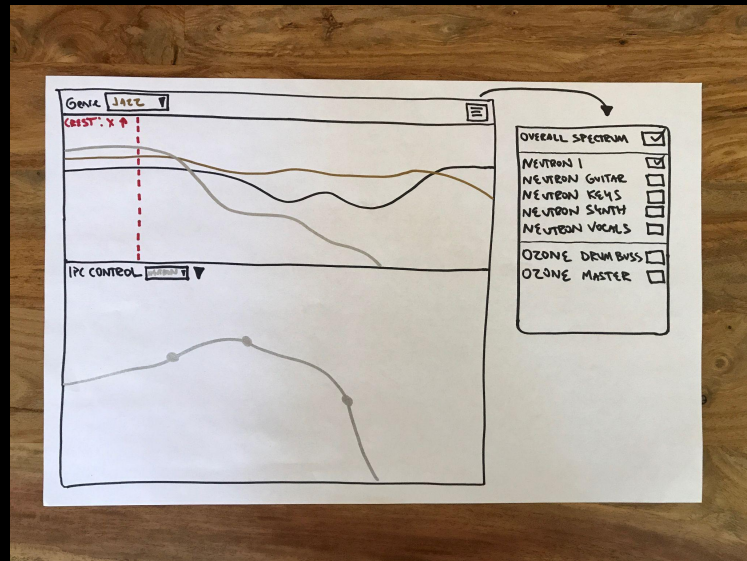 Genre JAZZ
CREST: X
OVERALL SPECTRUM
NEUTRON 1
NEUTRON GUITAR
NEUTRON KEYS
NEUTRON SYNTH
NEUTRON VOCALS
OZONE DRUM BUSS
OZONE MASTER
IPC CONTROL